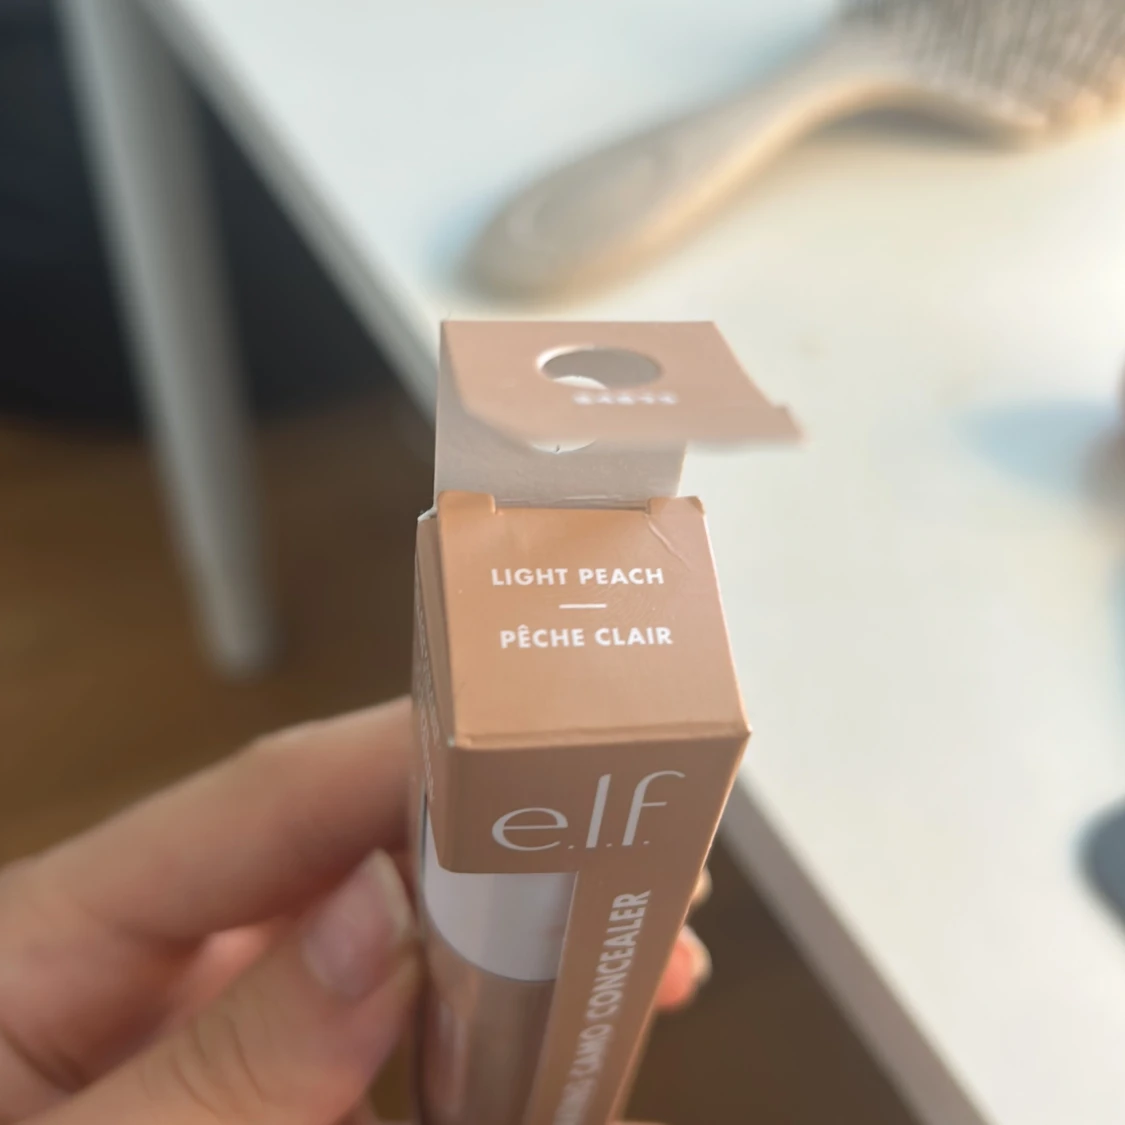 LIGHT PEACH
PÊCHE CLAIR
e.l.f.
CAMO CONCEALER